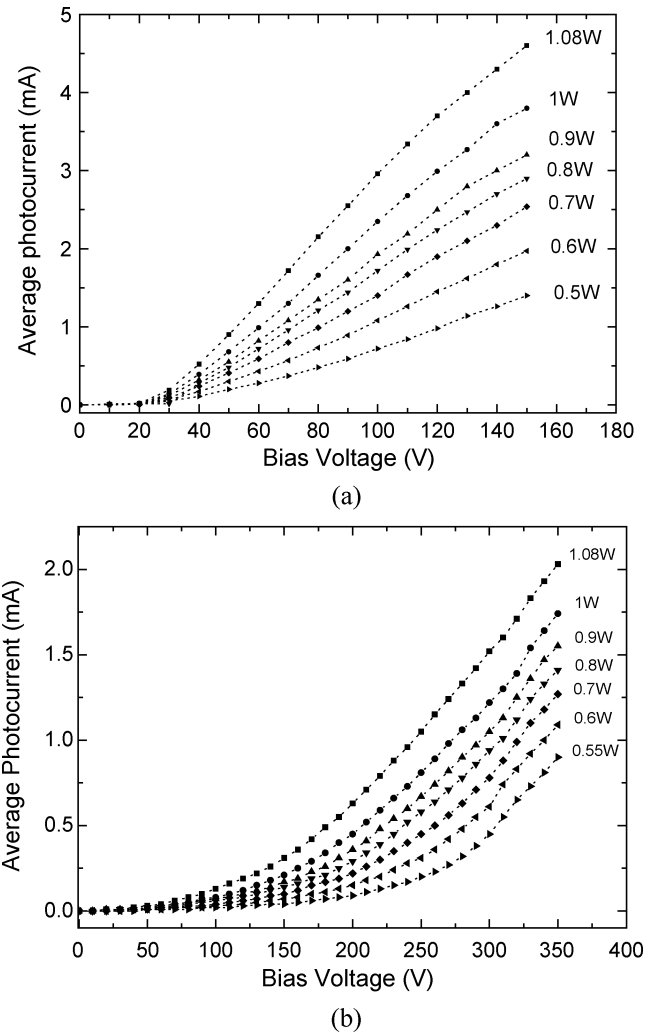 5
4
3
2
1
0
Average photocurrent (mA)
1.08W
1W
0.9W
0.8W
0.7W
0.6W
0.5W
0 20 40 60 80 100 120 140 160 180
Bias Voltage (V)
(a)
2.0
1.5
1.0
0.5
0.0
Average Photocurrent (mA)
1.08W
1W
0.9W
0.8W
0.7W
0.6W
0.55W
0 50 100 150 200 250 300 350 400
Bias Voltage (V)
(b)